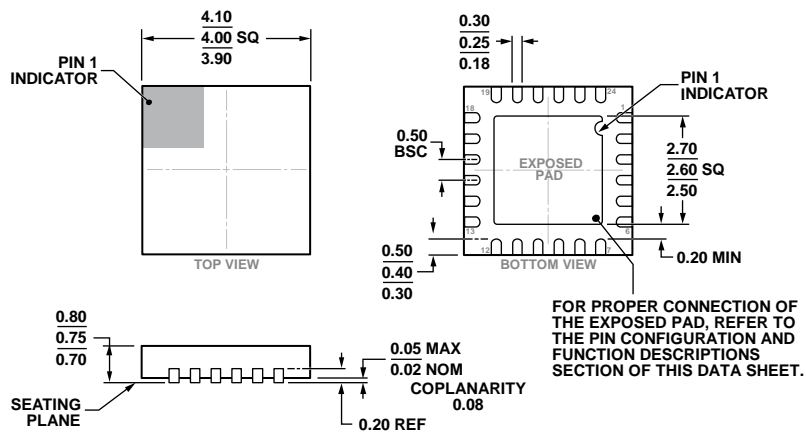 4.10
4.00 SQ
3.90
PIN 1
INDICATOR
TOP VIEW
0.30
0.25
0.18
PIN 1
INDICATOR
19
24
18
1
0.50
BSC
EXPOSED
PAD
2.70
2.60 SQ
2.50
13
6
12
7
BOTTOM VIEW
0.50
0.40
0.30
0.20 MIN
FOR PROPER CONNECTION OF
THE EXPOSED PAD, REFER TO
THE PIN CONFIGURATION AND
FUNCTION DESCRIPTIONS
SECTION OF THIS DATA SHEET.
0.80
0.75
0.70
SEATING
PLANE
0.05 MAX
0.02 NOM
COPLANARITY
0.08
0.20 REF